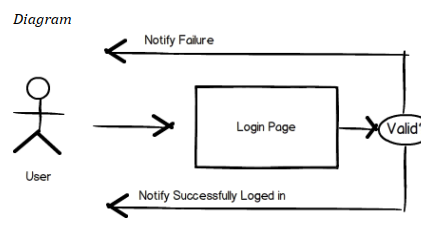 Diagram
Notify Failure
Login Page
Valid?
User
Notify Successfully Loged in